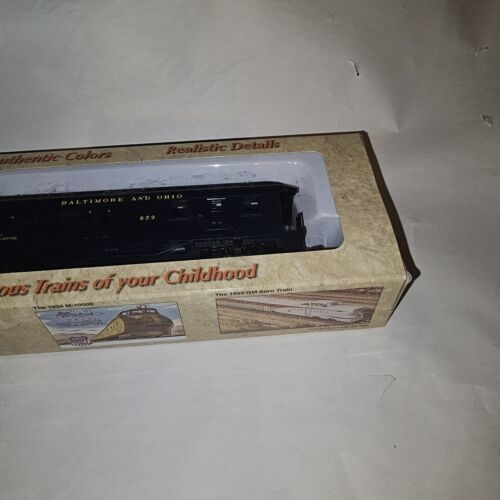 Authentic Colors
Realistic Details
BALTIMORE AND OHIO
539
ous Trains of your Childhood
The 1934 M-10000
The 1955 GM Aero Train